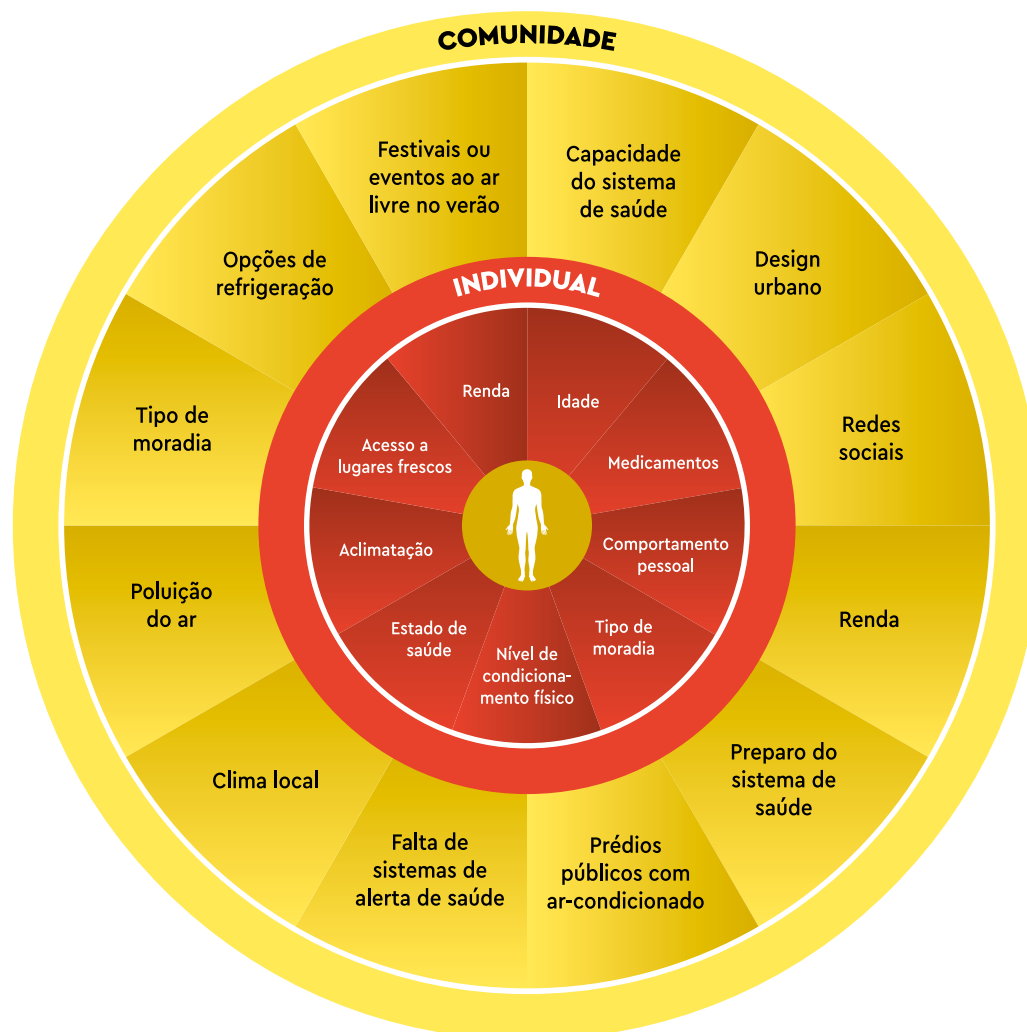 COMUNIDADE
Festivais ou
eventos ao ar
livre no verão
Capacidade
do sistema
de saúde
Design
urbano
Redes
sociais
Renda
Preparo do
sistema de
saúde
Prédios
públicos com
ar-condicionado
Falta de
sistemas de
alerta de saúde
Clima local
Poluição
do ar
Tipo de
moradia
Opções de
refrigeração
INDIVIDUAL
Renda
Idade
Medicamentos
Comportamento
pessoal
Tipo de
moradia
Nível de
condiciona-
mento físico
Estado de
saúde
Aclimatação
Acesso a
lugares frescos